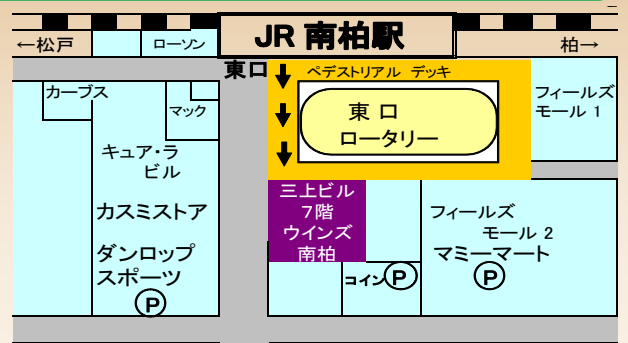 ←松戸
ローソン
JR 南柏駅
柏→
東口
ペデストリアル デッキ
カーブス
マック
東 口
ロータリー
フィールズ
モール 1
キュア・ラ
ビル
三上ビル
7階
ウインズ
南柏
カスミストア
フィールズ
モール 2
マミーマート
P
ダンロップ
スポーツ
P
コイン P